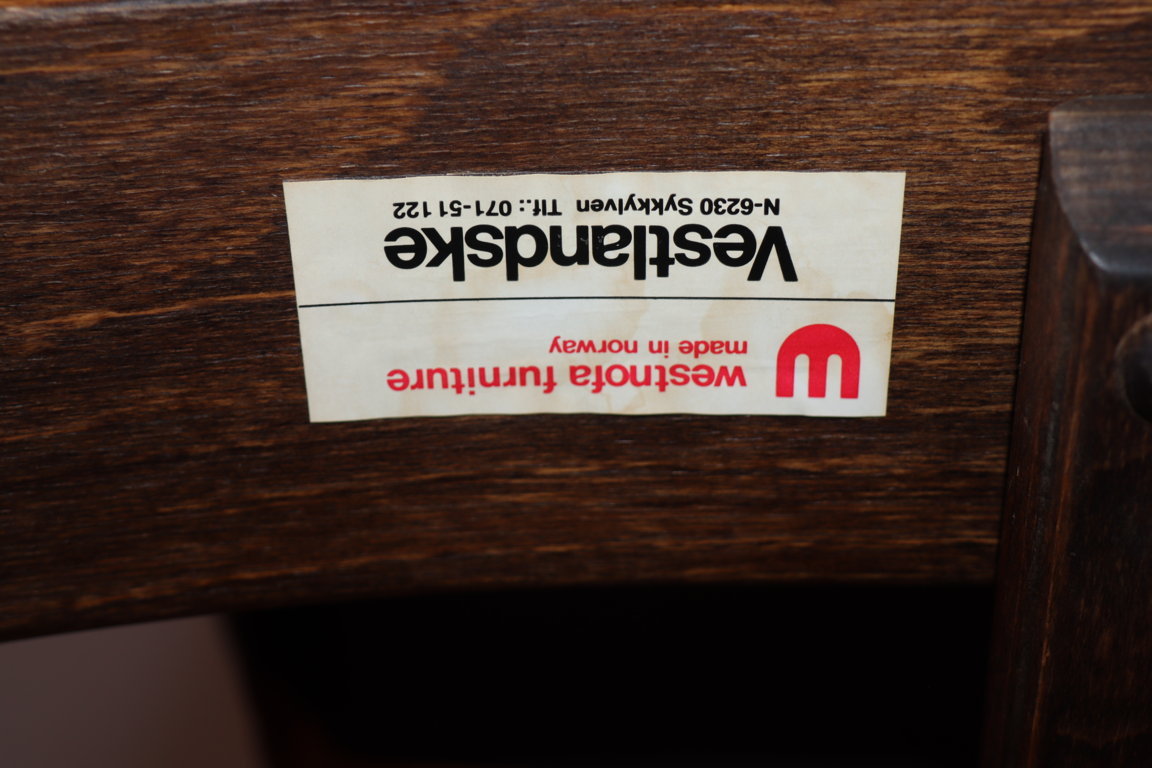 westnofa furniture
made in norway
Vestlandske
N-6230 Sykkylven Tlf.: 071-51 122